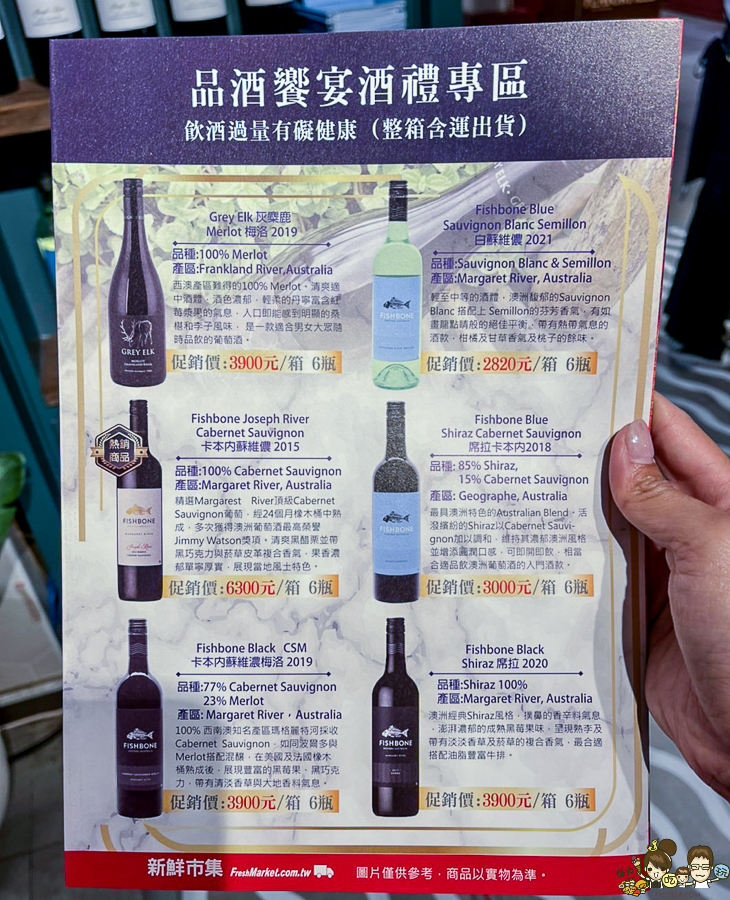 品酒饗宴酒禮專區
飲酒過量有礙健康（整箱含運出貨）
Grey Elk 灰麋鹿
Merlot 梅洛 2019
品種:100% Merlot
產區:Frankland River,Australia
西澳產區難得的100% Merlot。清爽適
中酒體，酒色濃郁，輕柔的丹寧富含紅
莓漿果的氣息，入口即能感到明顯的桑
椹和李子風味，是一款適合男女大眾隨
時品飲的葡萄酒。
促銷價:3900元/箱 6瓶
GREY ELK
Fishbone Blue
Sauvignon Blanc Semillon
白蘇維儂 2021
品種:Sauvignon Blanc & Semillon
產區:Margaret River, Australia
輕至中等的酒體，澳洲馥郁的Sauvignon
Blanc 搭配上 Semillon的芬芳香氣，有如
畫龍點睛般的絕佳平衡，帶有熱帶氣息的
酒款，柑橘及甘草香氣及桃子的餘味。
促銷價:2820元/箱 6瓶
FISHBONE
熱銷
商品
Fishbone Joseph River
Cabernet Sauvignon
卡本內蘇維儂 2015
品種:100% Cabernet Sauvignon
產區:Margaret River, Australia
精選Margarest River頂級Cabernet
Sauvignon葡萄，經24個月橡木桶中熟
成，多次獲得澳洲葡萄酒最高榮譽
Jimmy Watson獎項。清爽黑醋栗並帶
黑巧克力與菸草皮革複合香氣，果香濃
郁單寧厚實，展現當地風土特色。
促銷價:6300元/箱 6瓶
FISHBONE
Fishbone Blue
Shiraz Cabernet Sauvignon
席拉卡本內2018
品種: 85% Shiraz,
15% Cabernet Sauvignon
產區: Geographe, Australia
最具澳洲特色的Australian Blend。活
潑繽紛的Shiraz以Cabernet Sauvi-
gnon加以調和，維持其濃郁澳洲風格
並增添圓潤口感，可即開即飲，相當
合適品飲澳洲葡萄酒的入門酒款。
促銷價:3000元/箱 6瓶
FISHBONE
Fishbone Black CSM
卡本內蘇維濃梅洛 2019
品種:77% Cabernet Sauvignon
23% Merlot
產區: Margaret River，Australia
100% 西南澳知名產區瑪格麗特河採收
Cabernet Sauvignon，如同波爾多與
Merlot搭配混釀，在美國及法國橡木
桶熟成後，展現豐富的黑莓果、黑巧克
力，帶有清淡香草與大地香料氣息。
促銷價:3900元/箱 6瓶
FISHBONE
Fishbone Black
Shiraz 席拉 2020
品種:Shiraz 100%
產區:Margaret River, Australia
澳洲經典Shiraz風格，撲鼻的香辛料氣息
，澎湃濃郁的成熟黑莓果味，望現熱李及
帶有淡淡香草及菸草的複合香氣，最合適
搭配油脂豐富牛排。
促銷價:3900元/箱 6瓶
FISHBONE
新鮮市集 FreshMarket.com.tw
圖片僅供參考，商品以實物為準。